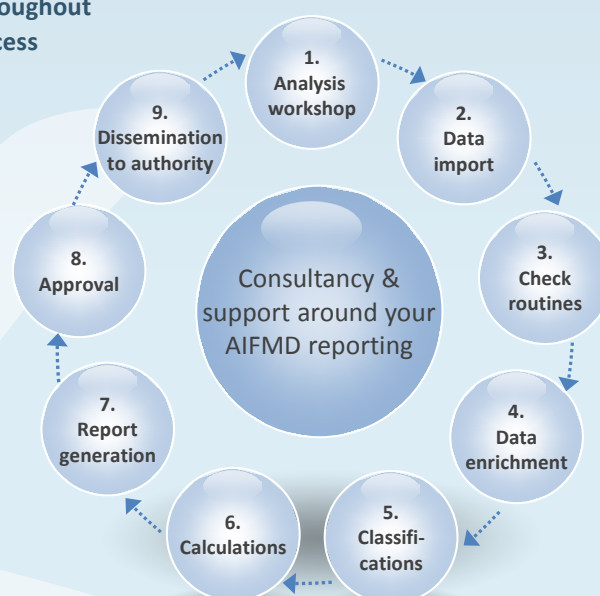 oughout
cess
1.
Analysis
workshop
2.
Data
import
3.
Check
routines
4.
Data
enrichment
5.
Classifi-
cations
6.
Calculations
7.
Report
generation
8.
Approval
9.
Dissemination
to authority
Consultancy &
support around your
AIFMD reporting